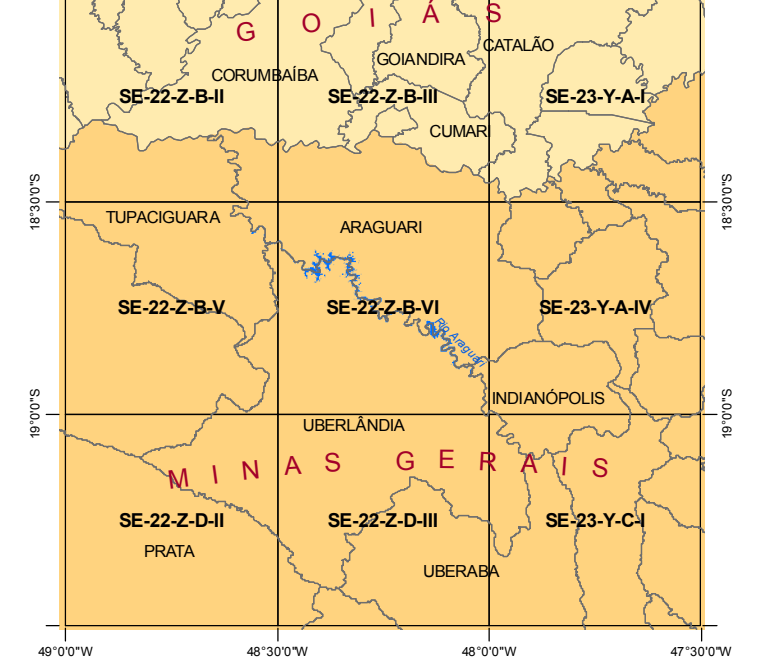 G O I Á S
CATALÃO
GOIANDIRA
CORUMBAÍBA
SE-22-Z-B-II
SE-22-Z-B-III
SE-23-Y-A-I
CUMARI
18°30'0"S
18°30'0"S
TUPACIGUARA
ARAGUARI
SE-22-Z-B-V
SE-22-Z-B-VI
SE-23-Y-A-IV
Rio Araguari
INDIANÓPOLIS
19°0'0"S
19°0'0"S
UBERLÂNDIA
M I N A S G E R A I S
SE-22-Z-D-II
SE-22-Z-D-III
SE-23-Y-C-I
PRATA
UBERABA
49°0'0"W
48°30'0"W
48°0'0"W
47°30'0"W